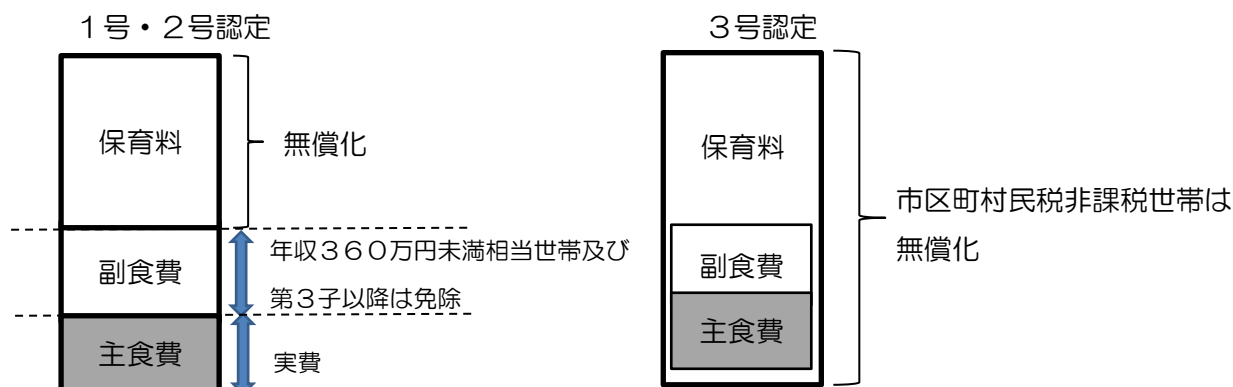 １号・２号認定
保育料
無償化
副食費
年収３６０万円未満相当世帯及び
第３子以降は免除
主食費
実費
３号認定
保育料
副食費
主食費
市区町村民税非課税世帯は
無償化